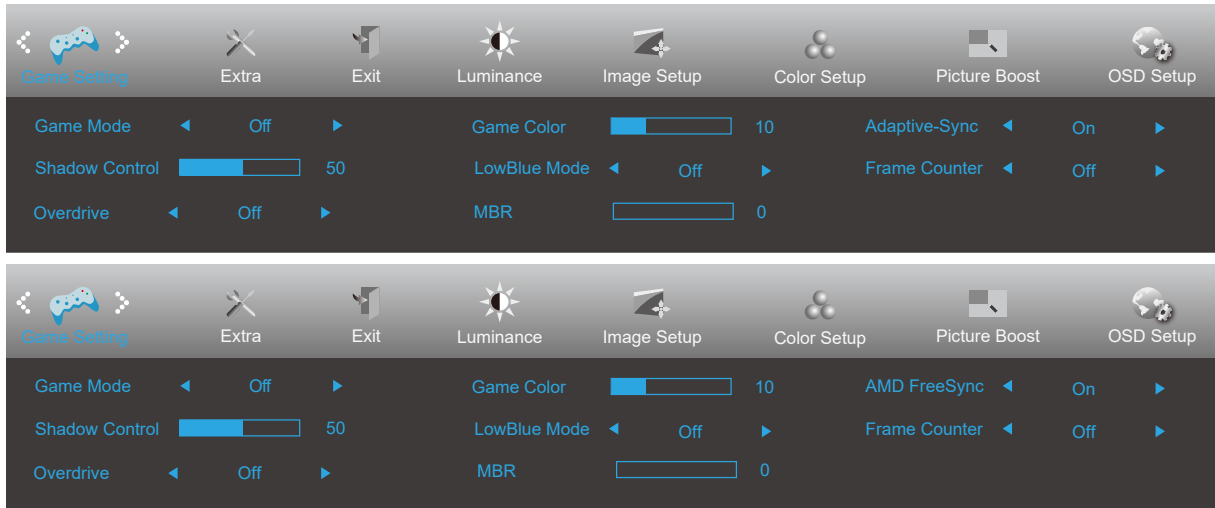 Game Setting Extra Exit Luminance Image Setup Color Setup Picture Boost OSD Setup
Game Mode Off Game Color 10 Adaptive-Sync On
Shadow Control 50 LowBlue Mode Off Frame Counter Off
Overdrive Off MBR 0
Game Setting Extra Exit Luminance Image Setup Color Setup Picture Boost OSD Setup
Game Mode Off Game Color 10 AMD FreeSync On
Shadow Control 50 LowBlue Mode Off Frame Counter Off
Overdrive Off MBR 0